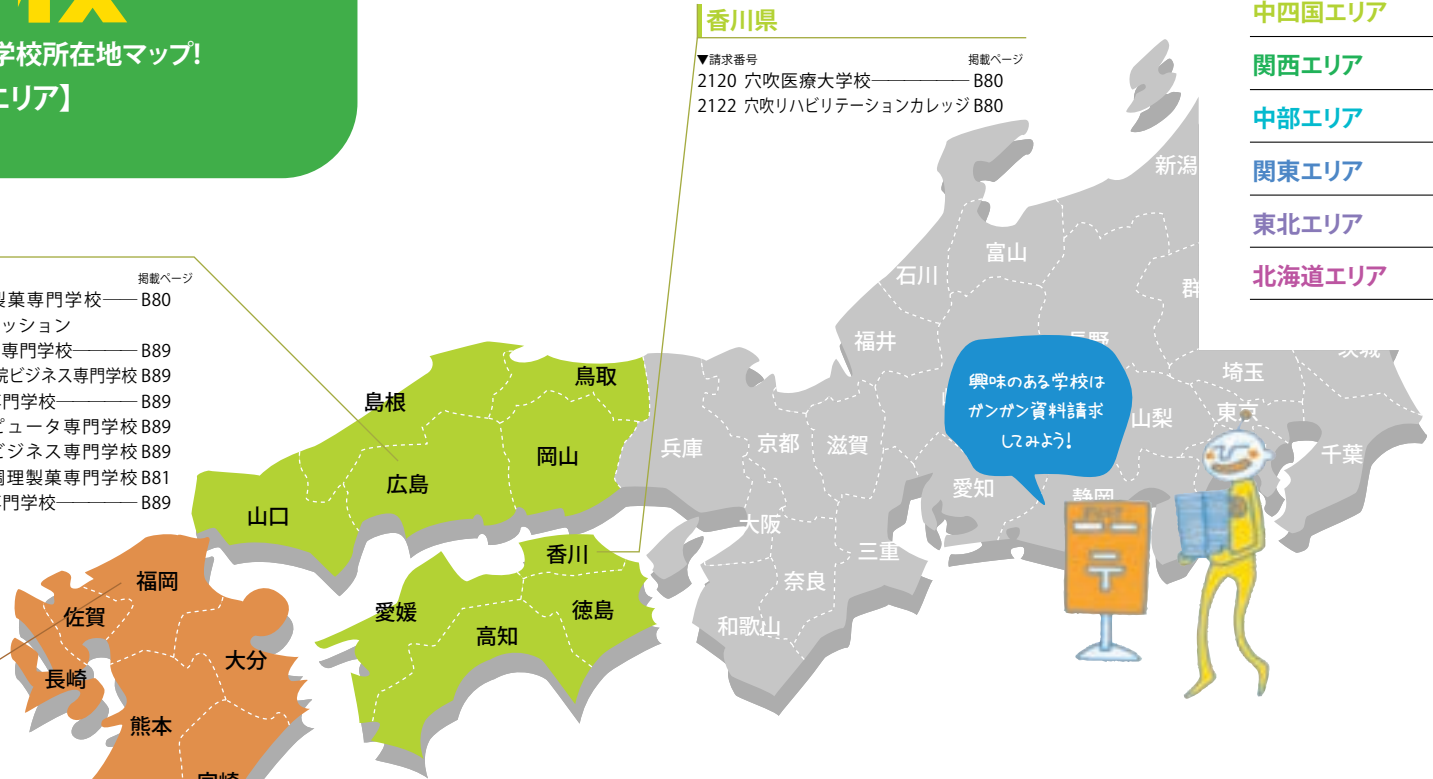 学校所在地マップ!
エリア】
香川県
▼請求番号 掲載ページ
2120 穴吹医療大学校 B80
2122 穴吹リハビリテーションカレッジ B80
中四国エリア
関西エリア
中部エリア
関東エリア
東北エリア
北海道エリア
掲載ページ
製菓専門学校 B80
ッション
専門学校 B89
院ビジネス専門学校 B89
専門学校 B89
ピュータ専門学校 B89
ビジネス専門学校 B89
調理製菓専門学校 B81
専門学校 B89
新潟
富山
石川
群
福井
長野
茨城
埼玉
東京
山梨
千葉
興味のある学校は
ガンガン資料請求
してみよう!
鳥取
島根
岡山
広島
山口
兵庫
京都
滋賀
愛知
静岡
大阪
三重
奈良
和歌山
香川
徳島
愛媛
高知
福岡
佐賀
大分
長崎
熊本
宮崎
〒